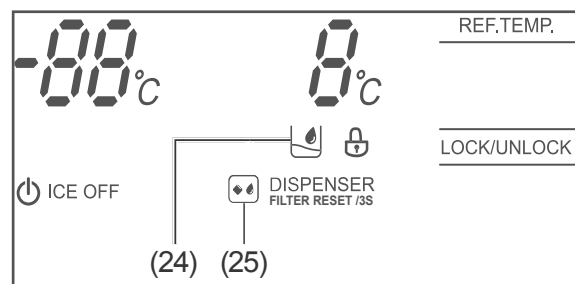 REF.TEMP.
-88°C 8°C
LOCK/UNLOCK
ICE OFF DISPENSER
FILTER RESET /3S
(24) (25)